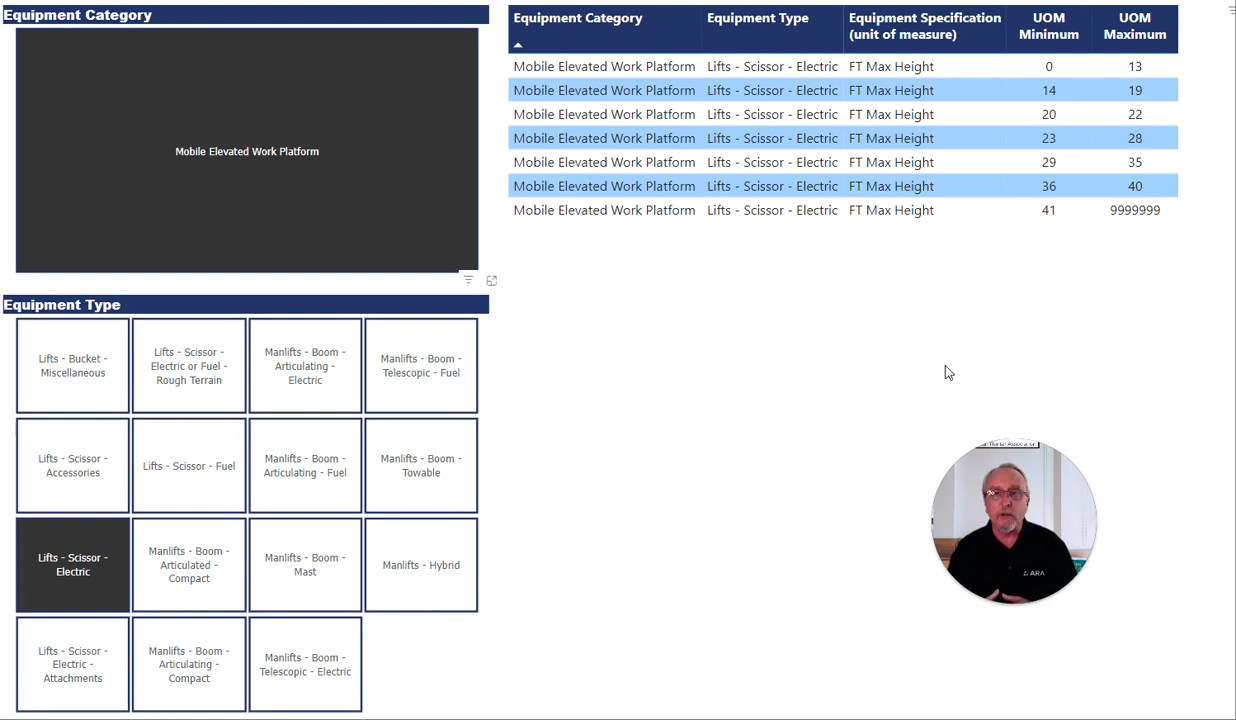 Equipment Category
Mobile Elevated Work Platform
Equipment Category Equipment Type Equipment Specification (unit of measure) UOM Minimum UOM Maximum
Mobile Elevated Work Platform Lifts - Scissor - Electric FT Max Height 0 13
Mobile Elevated Work Platform Lifts - Scissor - Electric FT Max Height 14 19
Mobile Elevated Work Platform Lifts - Scissor - Electric FT Max Height 20 22
Mobile Elevated Work Platform Lifts - Scissor - Electric FT Max Height 23 28
Mobile Elevated Work Platform Lifts - Scissor - Electric FT Max Height 29 35
Mobile Elevated Work Platform Lifts - Scissor - Electric FT Max Height 36 40
Mobile Elevated Work Platform Lifts - Scissor - Electric FT Max Height 41 9999999
Equipment Type
Lifts - Bucket -
Miscellaneous
Lifts - Scissor -
Electric or Fuel -
Rough Terrain
Manlifts - Boom -
Articulating -
Electric
Manlifts - Boom -
Telescopic - Fuel
Lifts - Scissor -
Accessories
Lifts - Scissor - Fuel
Manlifts - Boom -
Articulating - Fuel
Manlifts - Boom -
Towable
Lifts - Scissor -
Electric
Manlifts - Boom -
Articulated -
Compact
Manlifts - Boom -
Mast
Manlifts - Hybrid
Lifts - Scissor -
Electric -
Attachments
Manlifts - Boom -
Articulating -
Compact
Manlifts - Boom -
Telescopic - Electric
Rental Association
ARA